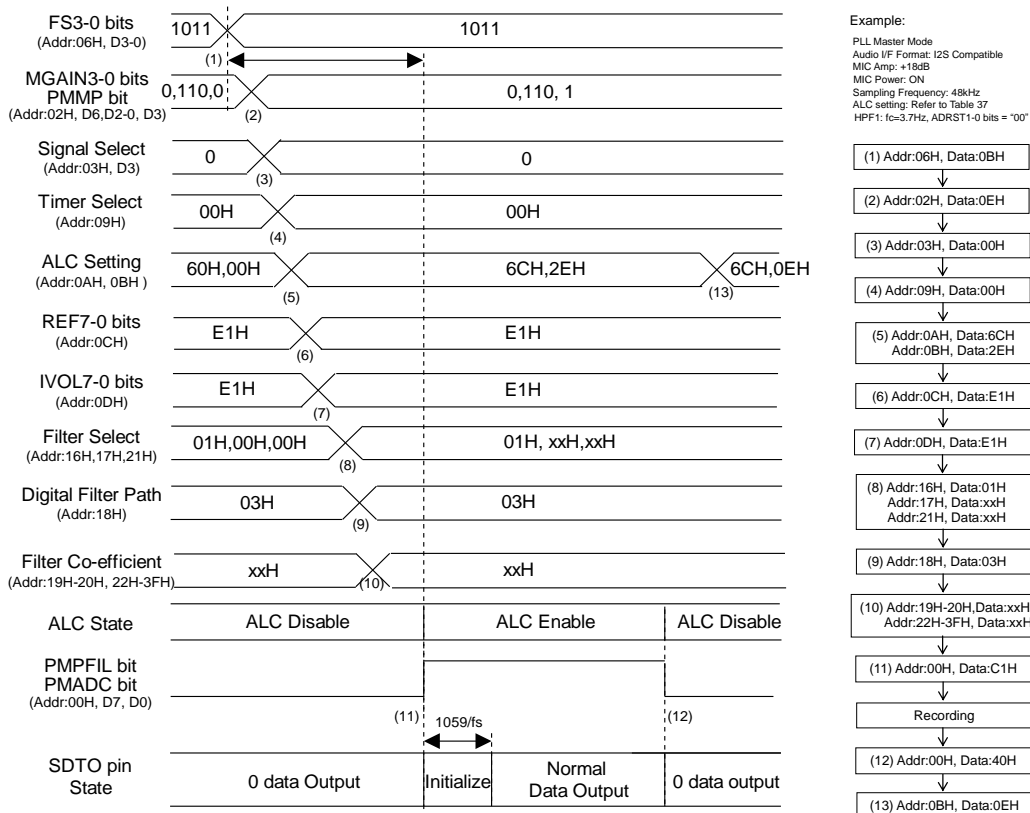 FS3-0 bits
(Addr:06H, D3-0)
1011
1011
(1)
MGAIN3-0 bits
PMMP bit
(Addr:02H, D6,D2-0, D3)
0,110,0
0,110, 1
(2)
Signal Select
(Addr:03H, D3)
0
0
(3)
Timer Select
(Addr:09H)
00H
00H
(4)
ALC Setting
(Addr:0AH, 0BH )
60H,00H
6CH,2EH
6CH,0EH
(5)
(13)
REF7-0 bits
(Addr:0CH)
E1H
E1H
(6)
IVOL7-0 bits
(Addr:0DH)
E1H
E1H
(7)
Filter Select
(Addr:16H,17H,21H)
01H,00H,00H
01H, xxH,xxH
(8)
Digital Filter Path
(Addr:18H)
03H
03H
(9)
Filter Co-efficient
(Addr:19H-20H, 22H-3FH)
xxH
xxH
(10)
ALC State
ALC Disable
ALC Enable
ALC Disable
PMPFIL bit
PMADC bit
(Addr:00H, D7, D0)
(11)
1059/fs
(12)
SDTO pin
State
0 data Output
Initialize
Normal
Data Output
0 data output
Example:
PLL Master Mode
Audio I/F Format: I2S Compatible
MIC Amp: +18dB
MIC Power: ON
Sampling Frequency: 48kHz
ALC setting: Refer to Table 37
HPF1: fc=3.7Hz, ADRST1-0 bits = “00”
(1) Addr:06H, Data:0BH
(2) Addr:02H, Data:0EH
(3) Addr:03H, Data:00H
(4) Addr:09H, Data:00H
(5) Addr:0AH, Data:6CH
Addr:0BH, Data:2EH
(6) Addr:0CH, Data:E1H
(7) Addr:0DH, Data:E1H
(8) Addr:16H, Data:01H
Addr:17H, Data:xxH
Addr:21H, Data:xxH
(9) Addr:18H, Data:03H
(10) Addr:19H-20H,Data:xxH
Addr:22H-3FH, Data:xxH
(11) Addr:00H, Data:C1H
Recording
(12) Addr:00H, Data:40H
(13) Addr:0BH, Data:0EH